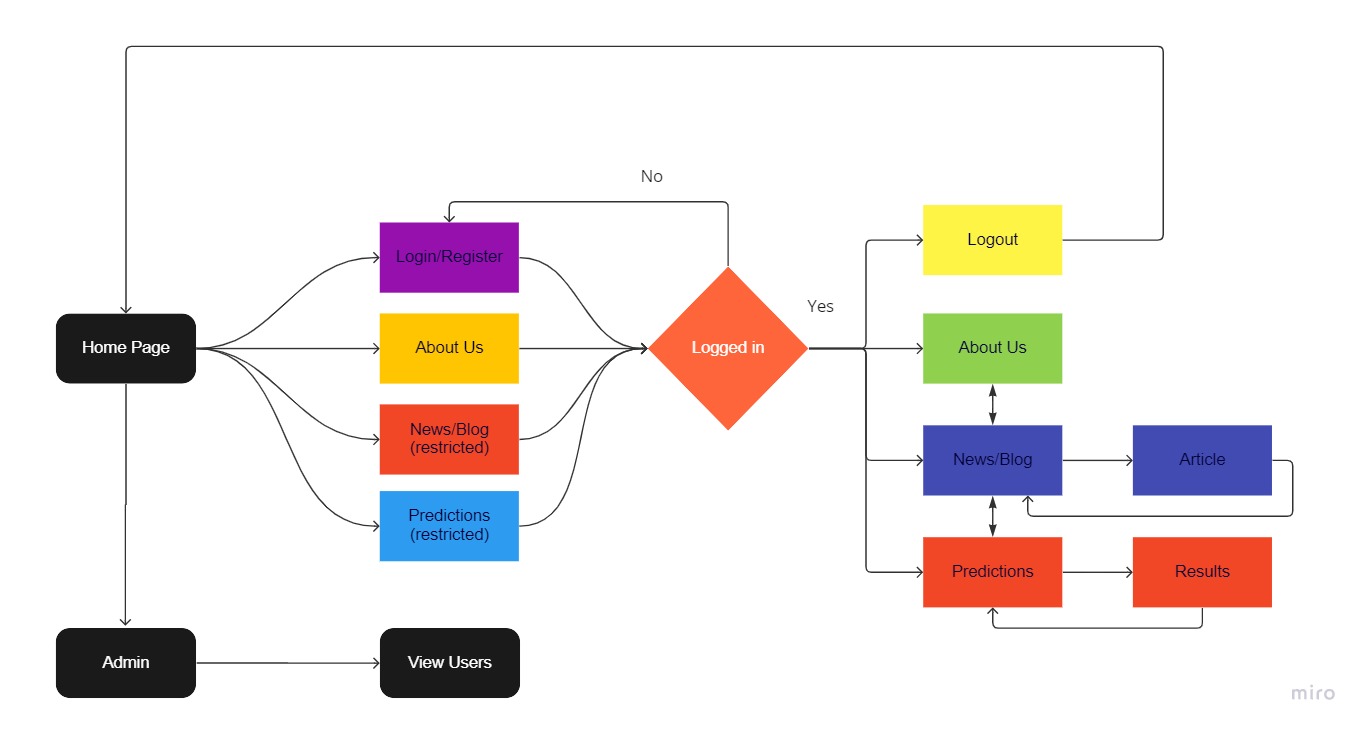 No
Login/Register
Logout
Yes
Home Page
About Us
Logged in
About Us
News/Blog
(restricted)
News/Blog
Article
Predictions
(restricted)
Predictions
Results
Admin
View Users
miro